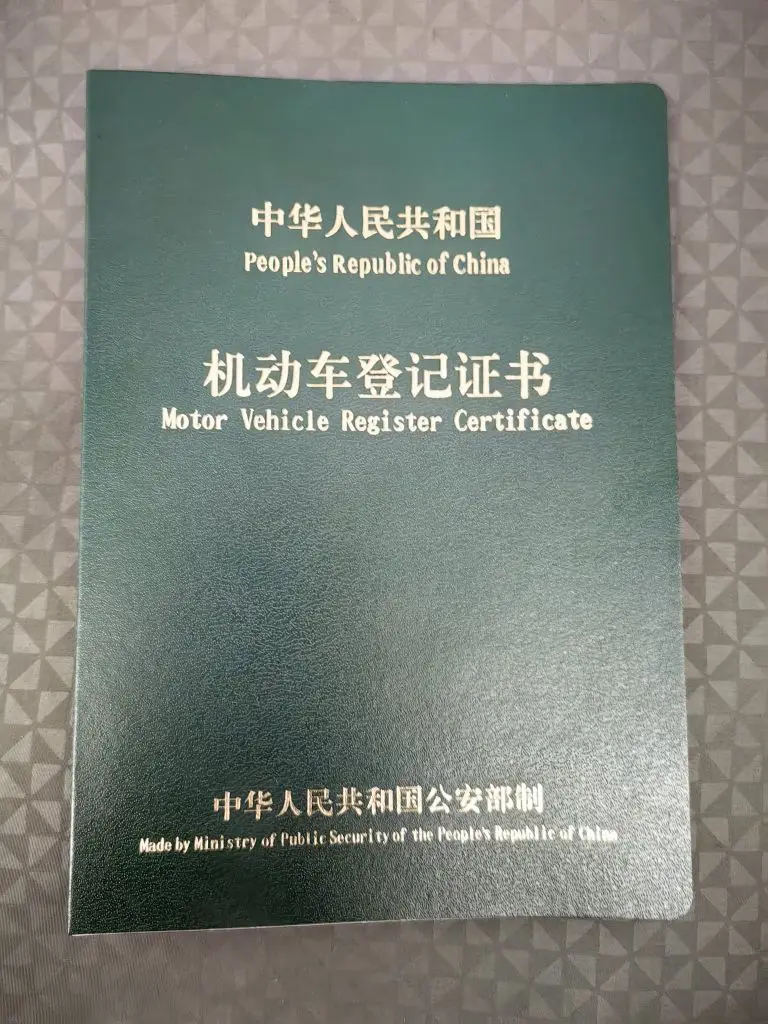 中华人民共和国
People's Republic of China
机动车登记证书
Motor Vehicle Register Certificate
中华人民共和国公安部制
Made by Ministry of Public Security of the People's Republic of China